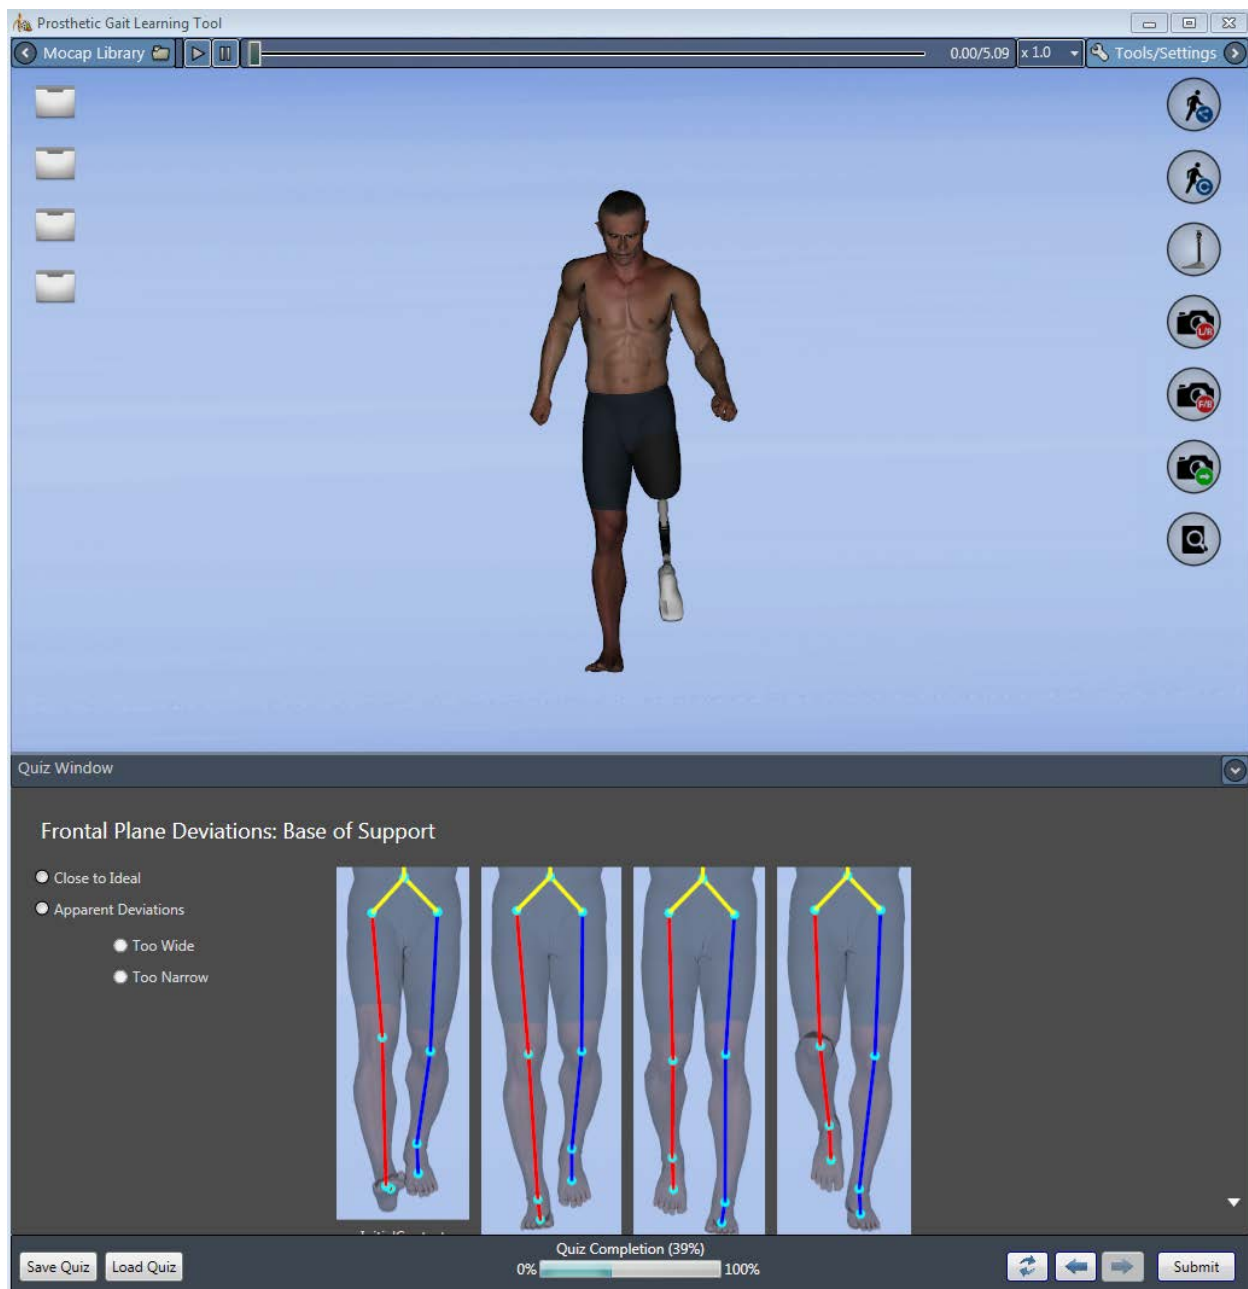 Prosthetic Gait Learning Tool
Mocap Library 0.00/5.09 x 1.0 Tools/Settings
L/R
F/B
Quiz Window
Frontal Plane Deviations: Base of Support
Close to Ideal
Apparent Deviations
Too Wide
Too Narrow
Quiz Completion (39%)
Save Quiz Load Quiz 0% 100% Submit